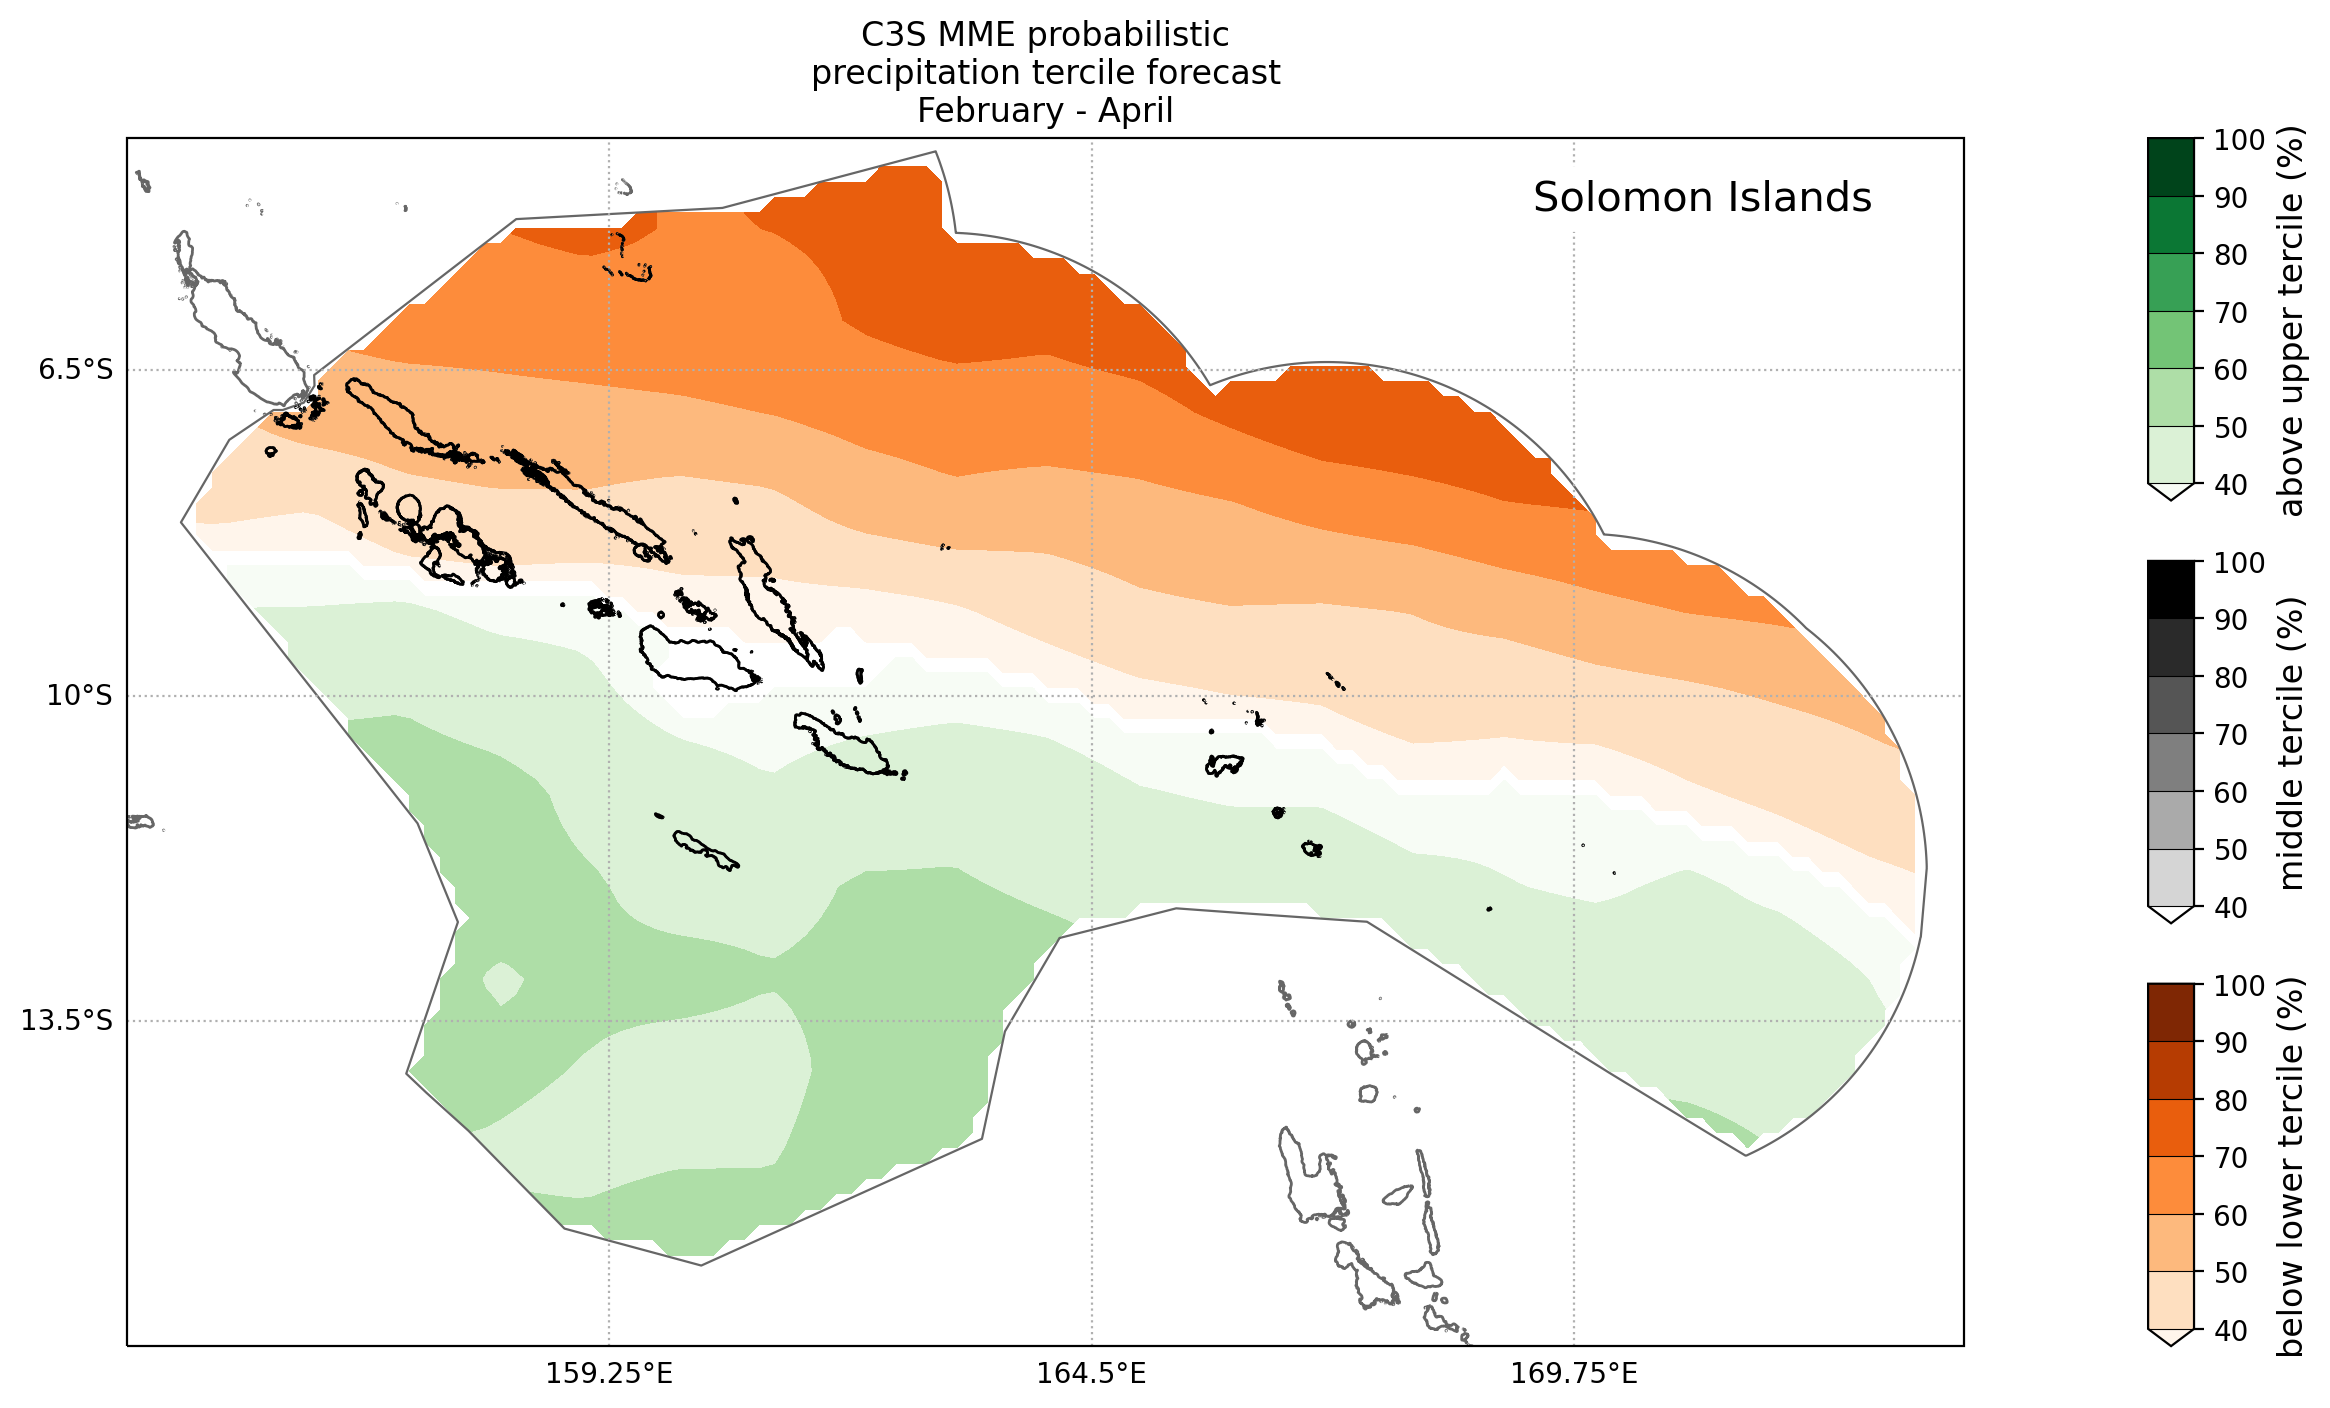 C3S MME probabilistic
precipitation tercile forecast
February - April
Solomon Islands
6.5°S
10°S
13.5°S
159.25°E
164.5°E
169.75°E
100
90
80
70
60
50
40
above upper tercile (%)
100
90
80
70
60
50
40
middle tercile (%)
100
90
80
70
60
50
40
below lower tercile (%)